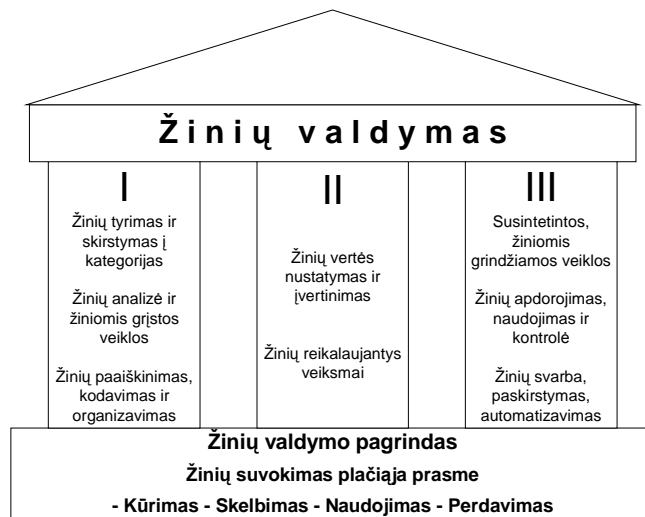 Žinių valdymas
I
Žinių tyrimas ir
skirstymas į
kategorijas
Žinių analizė ir
žiniomis grįstos
veiklos
Žinių paaiškinimas,
kodavimas ir
organizavimas
II
Žinių vertės
nustatymas ir
įvertinimas
Žinių reikalaujantys
veiksmai
III
Susintetintos,
žiniomis
grindžiamos veiklos
Žinių apdorojimas,
naudojimas ir
kontrolė
Žinių svarba,
paskirstymas,
automatizavimas
Žinių valdymo pagrindas
Žinių suvokimas plačiąja prasme
- Kūrimas - Skelbimas - Naudojimas - Perdavimas